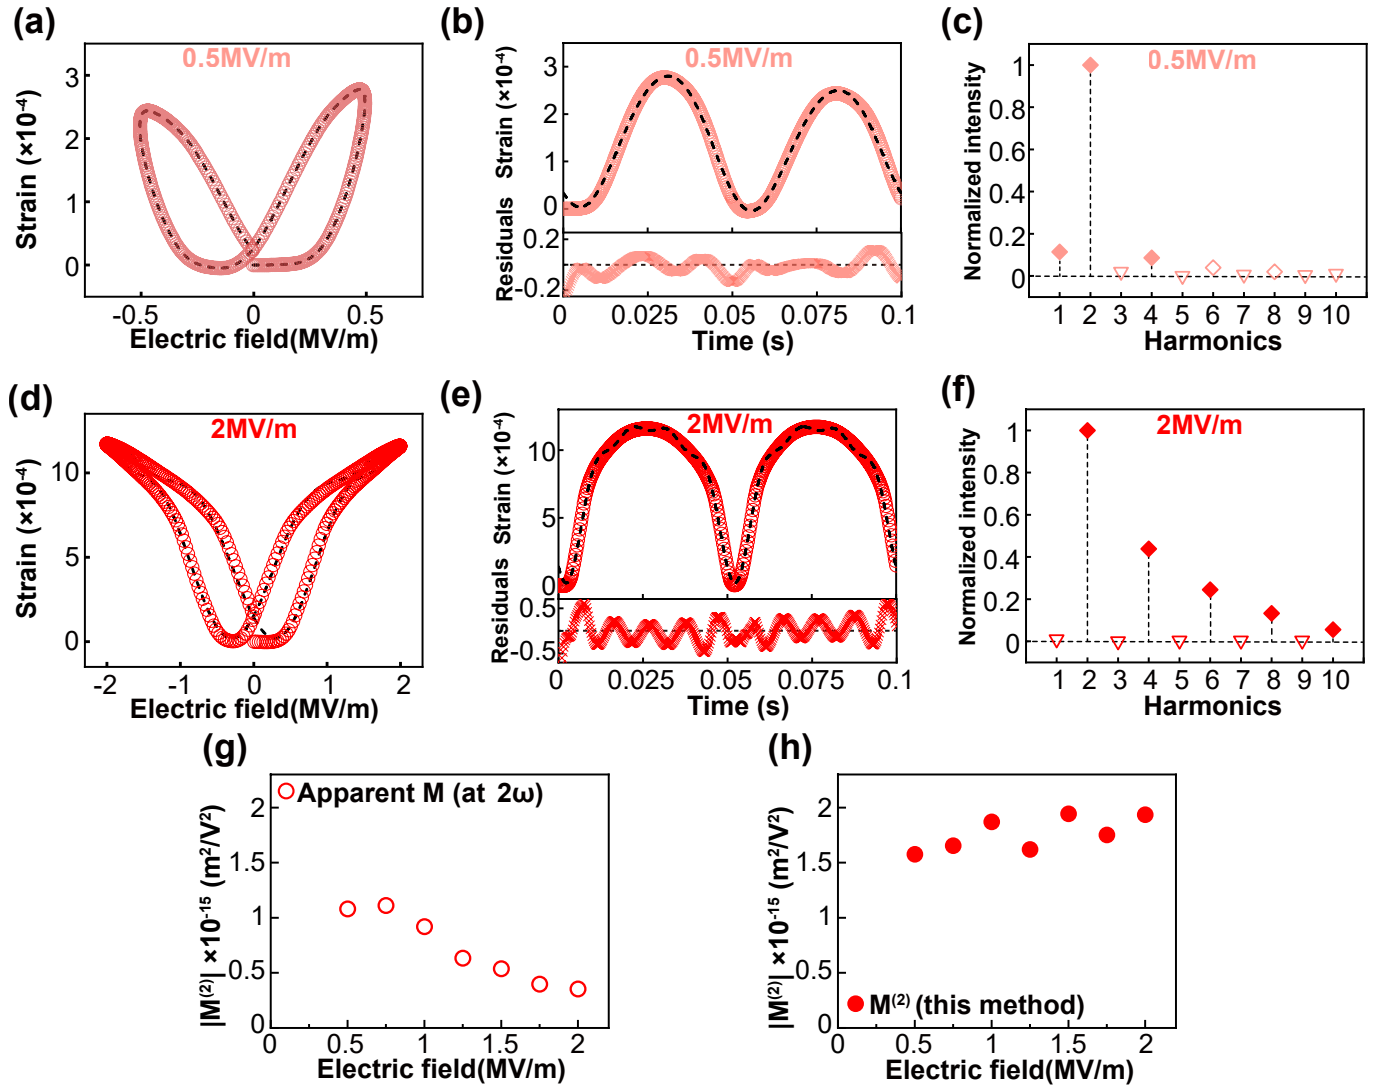 (a)
0.5MV/m
Strain (×10⁻⁴)
3
2
1
0
-0.5
0
0.5
Electric field(MV/m)
(b)
0.5MV/m
Strain (×10⁻⁴)
3
2
1
0
Residuals
0.2
-0.2
0
0.025
0.05
0.075
0.1
Time (s)
(c)
0.5MV/m
Normalized intensity
1
0.8
0.6
0.4
0.2
0
1 2 3 4 5 6 7 8 9 10
Harmonics
(d)
2MV/m
Strain (×10⁻⁴)
10
5
0
-2
-1
0
1
2
Electric field(MV/m)
(e)
2MV/m
Strain (×10⁻⁴)
10
5
0
Residuals
0.5
-0.5
0
0.025
0.05
0.075
0.1
Time (s)
(f)
2MV/m
Normalized intensity
1
0.8
0.6
0.4
0.2
0
1 2 3 4 5 6 7 8 9 10
Harmonics
(g)
Apparent M (at 2ω)
|M⁽²⁾| ×10⁻¹⁵ (m²/V²)
2
1.5
1
0.5
0
0
0.5
1
1.5
2
Electric field(MV/m)
(h)
M⁽²⁾ (this method)
|M⁽²⁾| ×10⁻¹⁵ (m²/V²)
2
1.5
1
0.5
0
0
0.5
1
1.5
2
Electric field(MV/m)